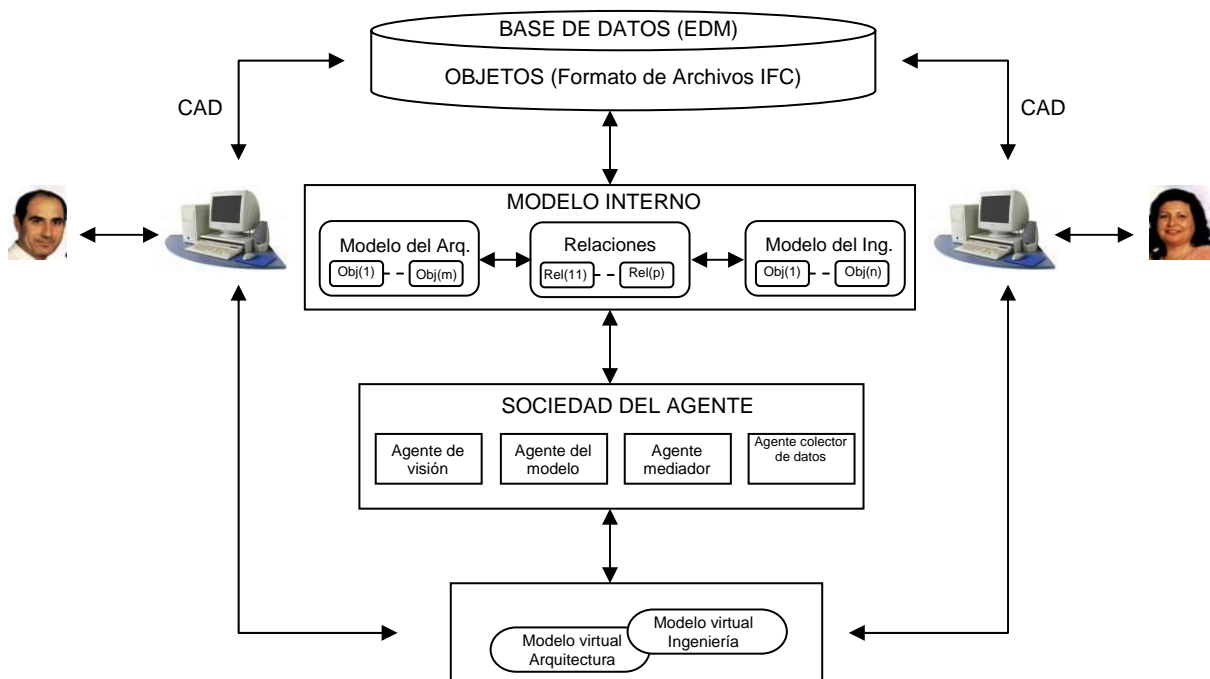 BASE DE DATOS (EDM)
OBJETOS (Formato de Archivos IFC)
CAD
CAD
MODELO INTERNO
Modelo del Arq.
Obj(1)
Obj(m)
Relaciones
Rel(11)
Rel(p)
Modelo del Ing.
Obj(1)
Obj(n)
SOCIEDAD DEL AGENTE
Agente de
visión
Agente del
modelo
Agente
mediador
Agente colector
de datos
Modelo virtual
Ingeniería
Modelo virtual
Arquitectura